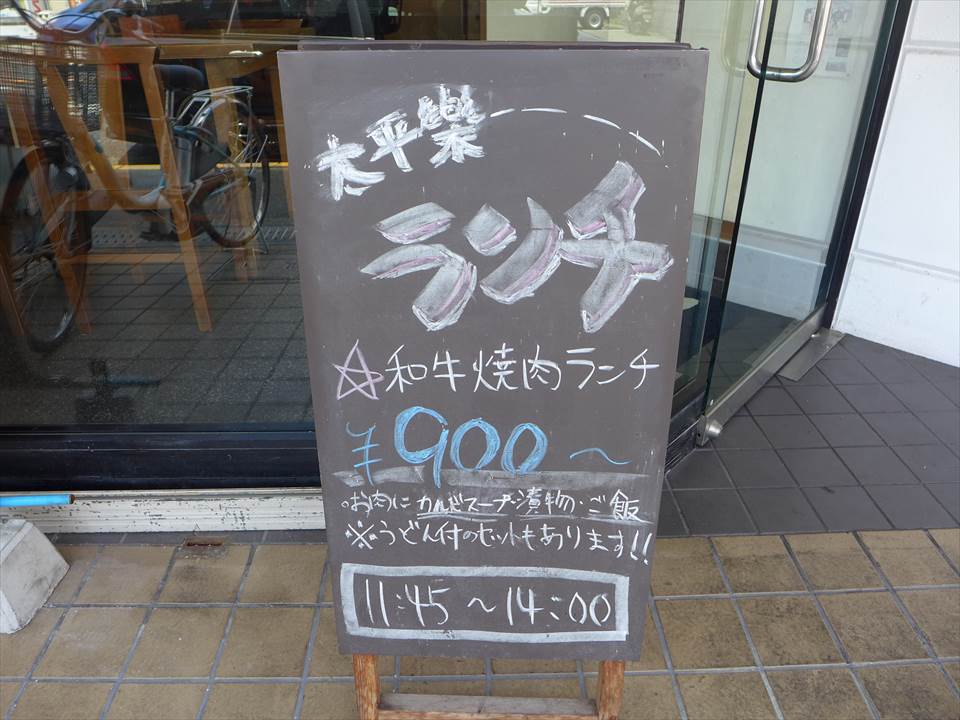 太平樂
ランチ
☆和牛焼肉ランチ
¥900〜
。お肉に カルビスープ・漬物・ご飯
※うどん付のセットもあります!!
11:45〜14:00